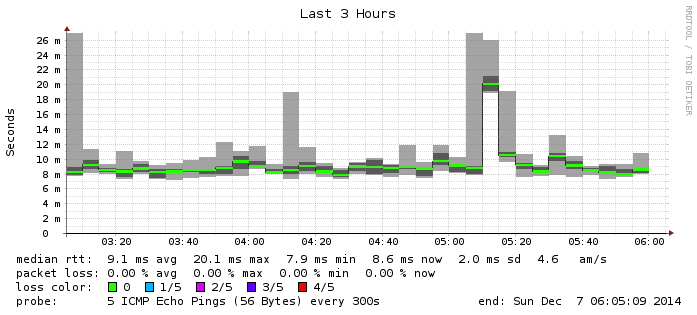 Last 3 Hours
RRDTOOL / TOBI OETIKER
Seconds
26 m
24 m
22 m
20 m
18 m
16 m
14 m
12 m
10 m
8 m
6 m
4 m
2 m
0
03:20 03:40 04:00 04:20 04:40 05:00 05:20 05:40 06:00
median rtt: 9.1 ms avg 20.1 ms max 7.9 ms min 8.6 ms now 2.0 ms sd 4.6 am/s
packet loss: 0.00 % avg 0.00 % max 0.00 % min 0.00 % now
loss color: 0 1/5 2/5 3/5 4/5
probe: 5 ICMP Echo Pings (56 Bytes) every 300s end: Sun Dec 7 06:05:09 2014